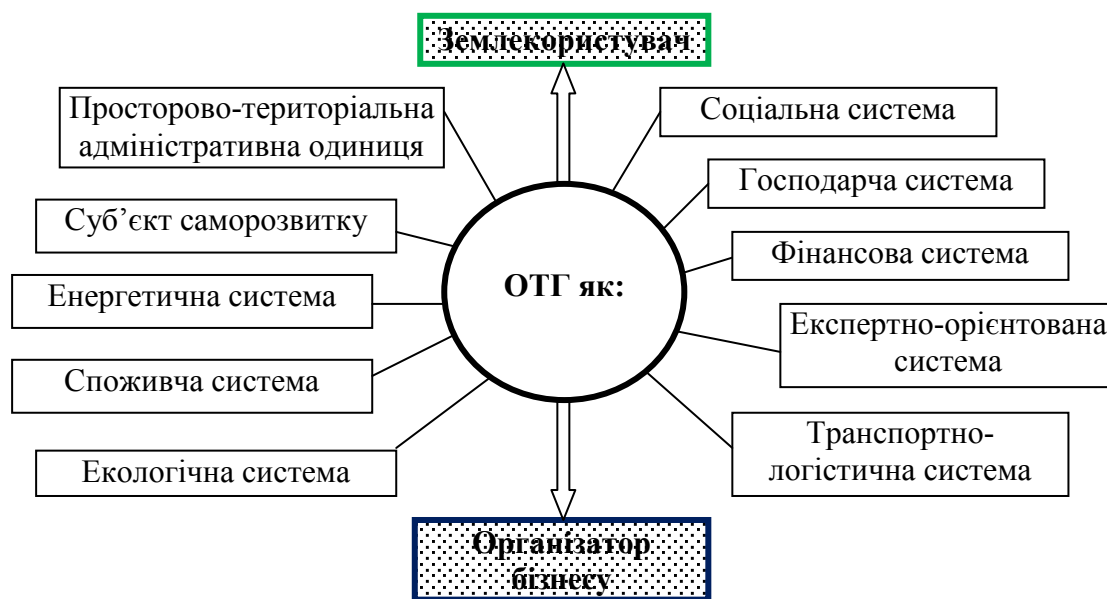 Землекористувач
Просторово-територіальна
адміністративна одиниця
Соціальна система
Господарча система
Суб’єкт саморозвитку
Фінансова система
ОТГ як:
Енергетична система
Експертно-орієнтована
система
Споживча система
Транспортно-
логістична система
Екологічна система
Організатор
бізнесу